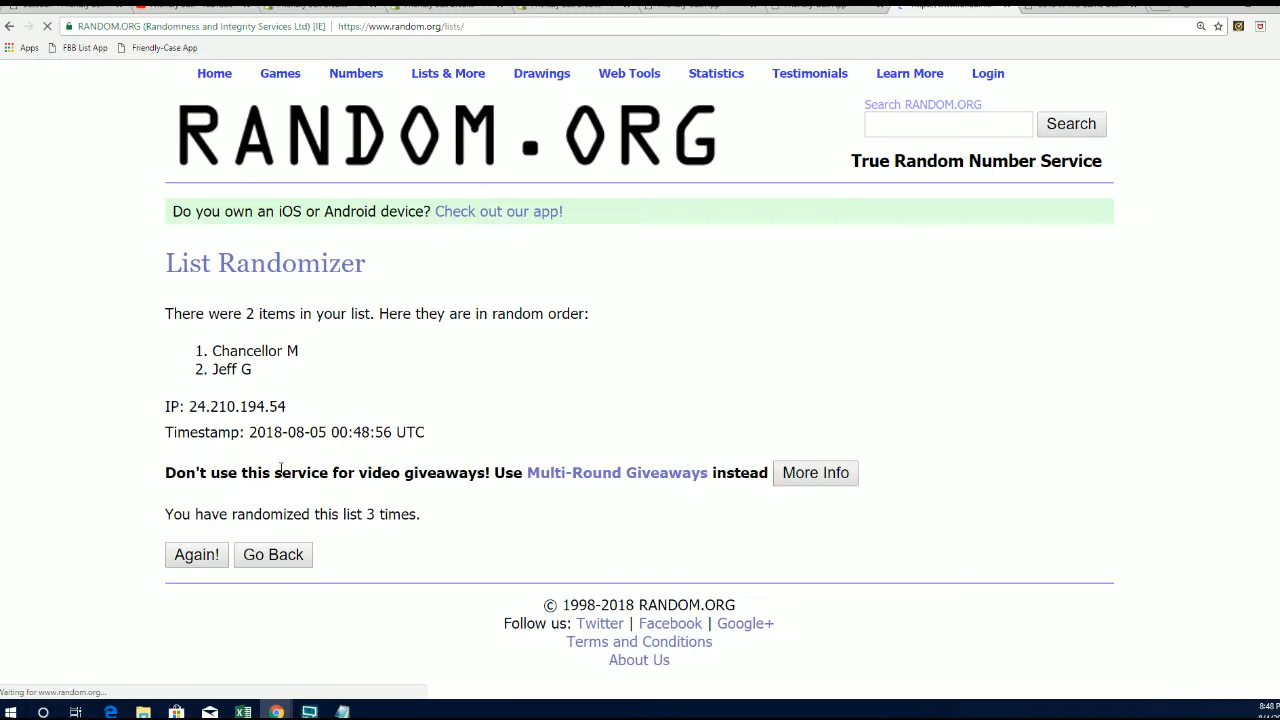 RANDOM.ORG (Randomness and Integrity Services Ltd) [IE] | https://www.random.org/lists/
Apps FBB List App Friendly-Case App
Home Games Numbers Lists & More Drawings Web Tools Statistics Testimonials Learn More Login
RANDOM.ORG
Search RANDOM.ORG
Search
True Random Number Service
Do you own an iOS or Android device? Check out our app!
List Randomizer
There were 2 items in your list. Here they are in random order:
1. Chancellor M
2. Jeff G
IP: 24.210.194.54
Timestamp: 2018-08-05 00:48:56 UTC
Don't use this service for video giveaways! Use Multi-Round Giveaways instead More Info
You have randomized this list 3 times.
Again! Go Back
© 1998-2018 RANDOM.ORG
Follow us: Twitter | Facebook | Google+
Terms and Conditions
About Us
Waiting for www.random.org...
8:48 P